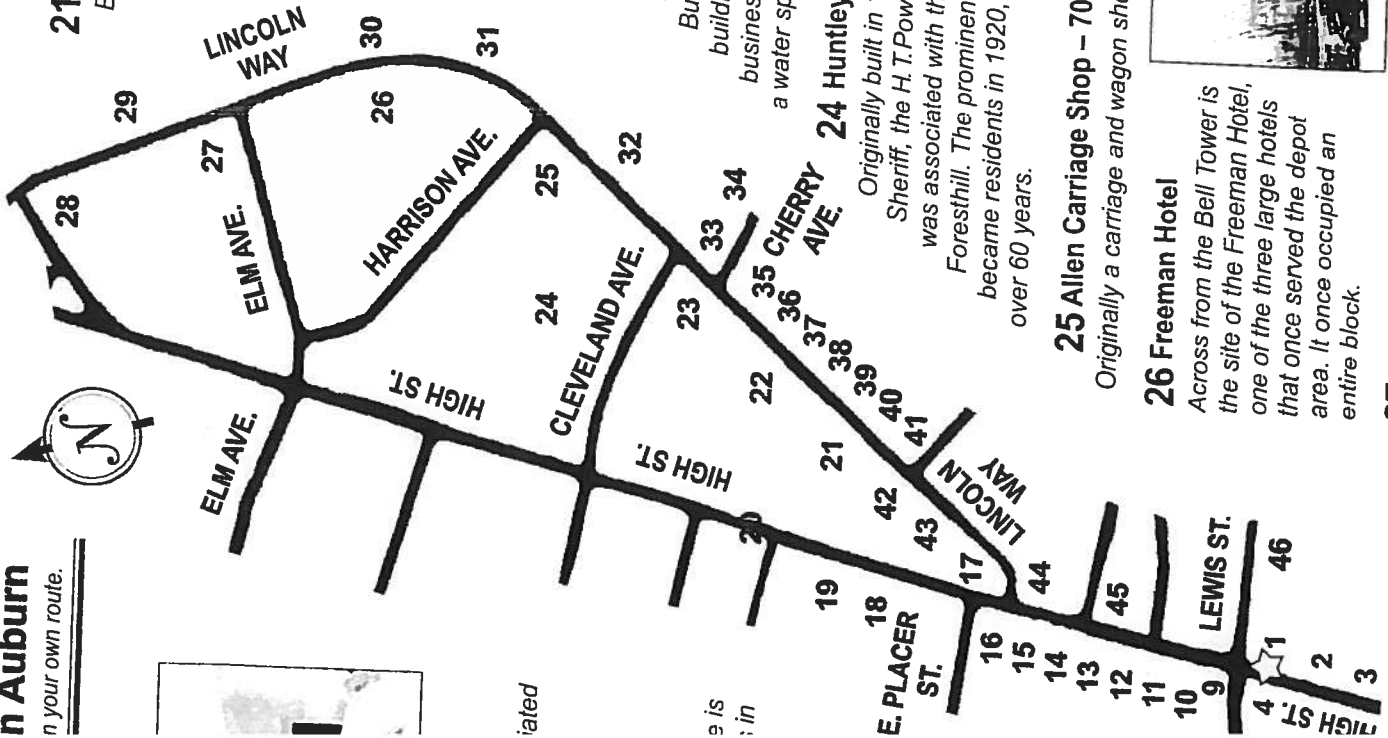 n Auburn
n your own route.
N
LINCOLN
WAY
ELM AVE.
ELM AVE.
HARRISON AVE.
HIGH ST.
CLEVELAND AVE.
HIGH ST.
CHERRY
AVE.
LINCOLN
WAY
E. PLACER
ST.
LEWIS ST.
HIGH ST.
28
29
27
30
31
26
25
32
24
33
34
23
35
36
22
37
38
39
40
41
21
42
43
20
19
18
17
44
16
15
14
13
45
12
11
10
9
46
1
4
2
3
iated
e is
s in
21
E
Bu
build
business
a water sp
24 Huntley
Originally built in
Sheriff, the H.T. Pow
was associated with th
Foresthill. The prominen
became residents in 1920,
over 60 years.
25 Allen Carriage Shop – 70
Originally a carriage and wagon sho
26 Freeman Hotel
Across from the Bell Tower is
the site of the Freeman Hotel,
one of the three large hotels
that once served the depot
area. It once occupied an
entire block.